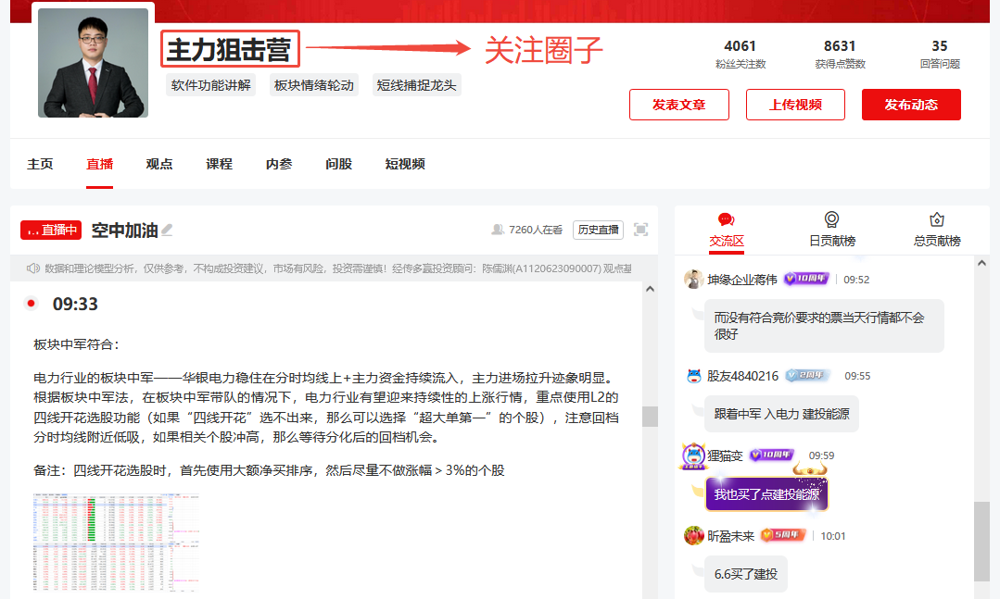 主力狙击营
关注圈子
4061
粉丝关注数
8631
获得点赞数
35
回答问题
软件功能讲解
板块情绪轮动
短线捕捉龙头
发表文章
上传视频
发布动态
主页
直播
观点
课程
内参
问股
短视频
直播中
空中加油
7260人在看
历史直播
数据和理论模型分析，仅供参考，不构成投资建议，市场有风险，投资需谨慎！经传多赢投资顾问：陈儒渊(A1120623090007) 观点基
09:33
板块中军符合：
电力行业的板块中军——华银电力稳住在分时均线上+主力资金持续流入，主力进场拉升迹象明显。
根据板块中军法，在板块中军带队的情况下，电力行业有望迎来持续性的上涨行情，重点使用L2的
四线开花选股功能（如果“四线开花”选不出来，那么可以选择“超大单第一”的个股），注意回档
分时均线附近低吸，如果相关个股冲高，那么等待分化后的回档机会。
备注：四线开花选股时，首先使用大额净买排序，然后尽量不做涨幅＞3%的个股
交流区
日贡献榜
总贡献榜
坤缘企业蒋伟
10周年
09:52
而没有符合竞价要求的票当天行情都不会
很好
股友4840216
2周年
09:55
跟着中军 入电力 建投能源
狸猫变
10周年
09:59
我也买了点建投能源
昕盈未来
5周年
10:01
6.6买了建投